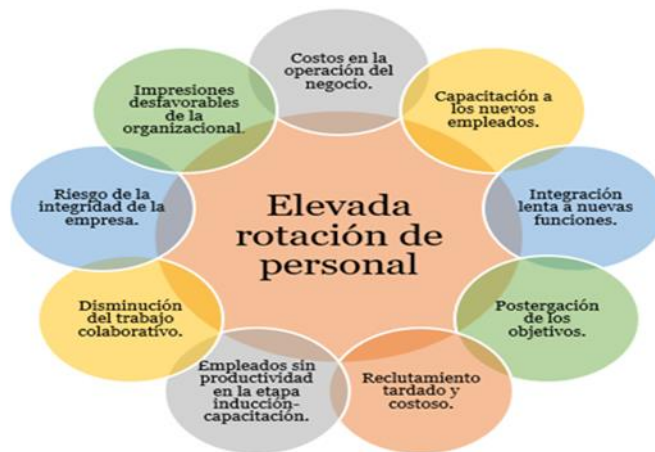 Costos en la
operación del
negocio.
Capacitación a
los nuevos
empleados.
Integración
lenta a nuevas
funciones.
Postergación
de los
objetivos.
Reclutamiento
tardado y
costoso.
Empleados sin
productividad
en la etapa
inducción-
capacitación.
Disminución
del trabajo
colaborativo.
Riesgo de la
integridad de la
empresa.
Impresiones
desfavorables
de la
organizacional.
Elevada
rotación de
personal